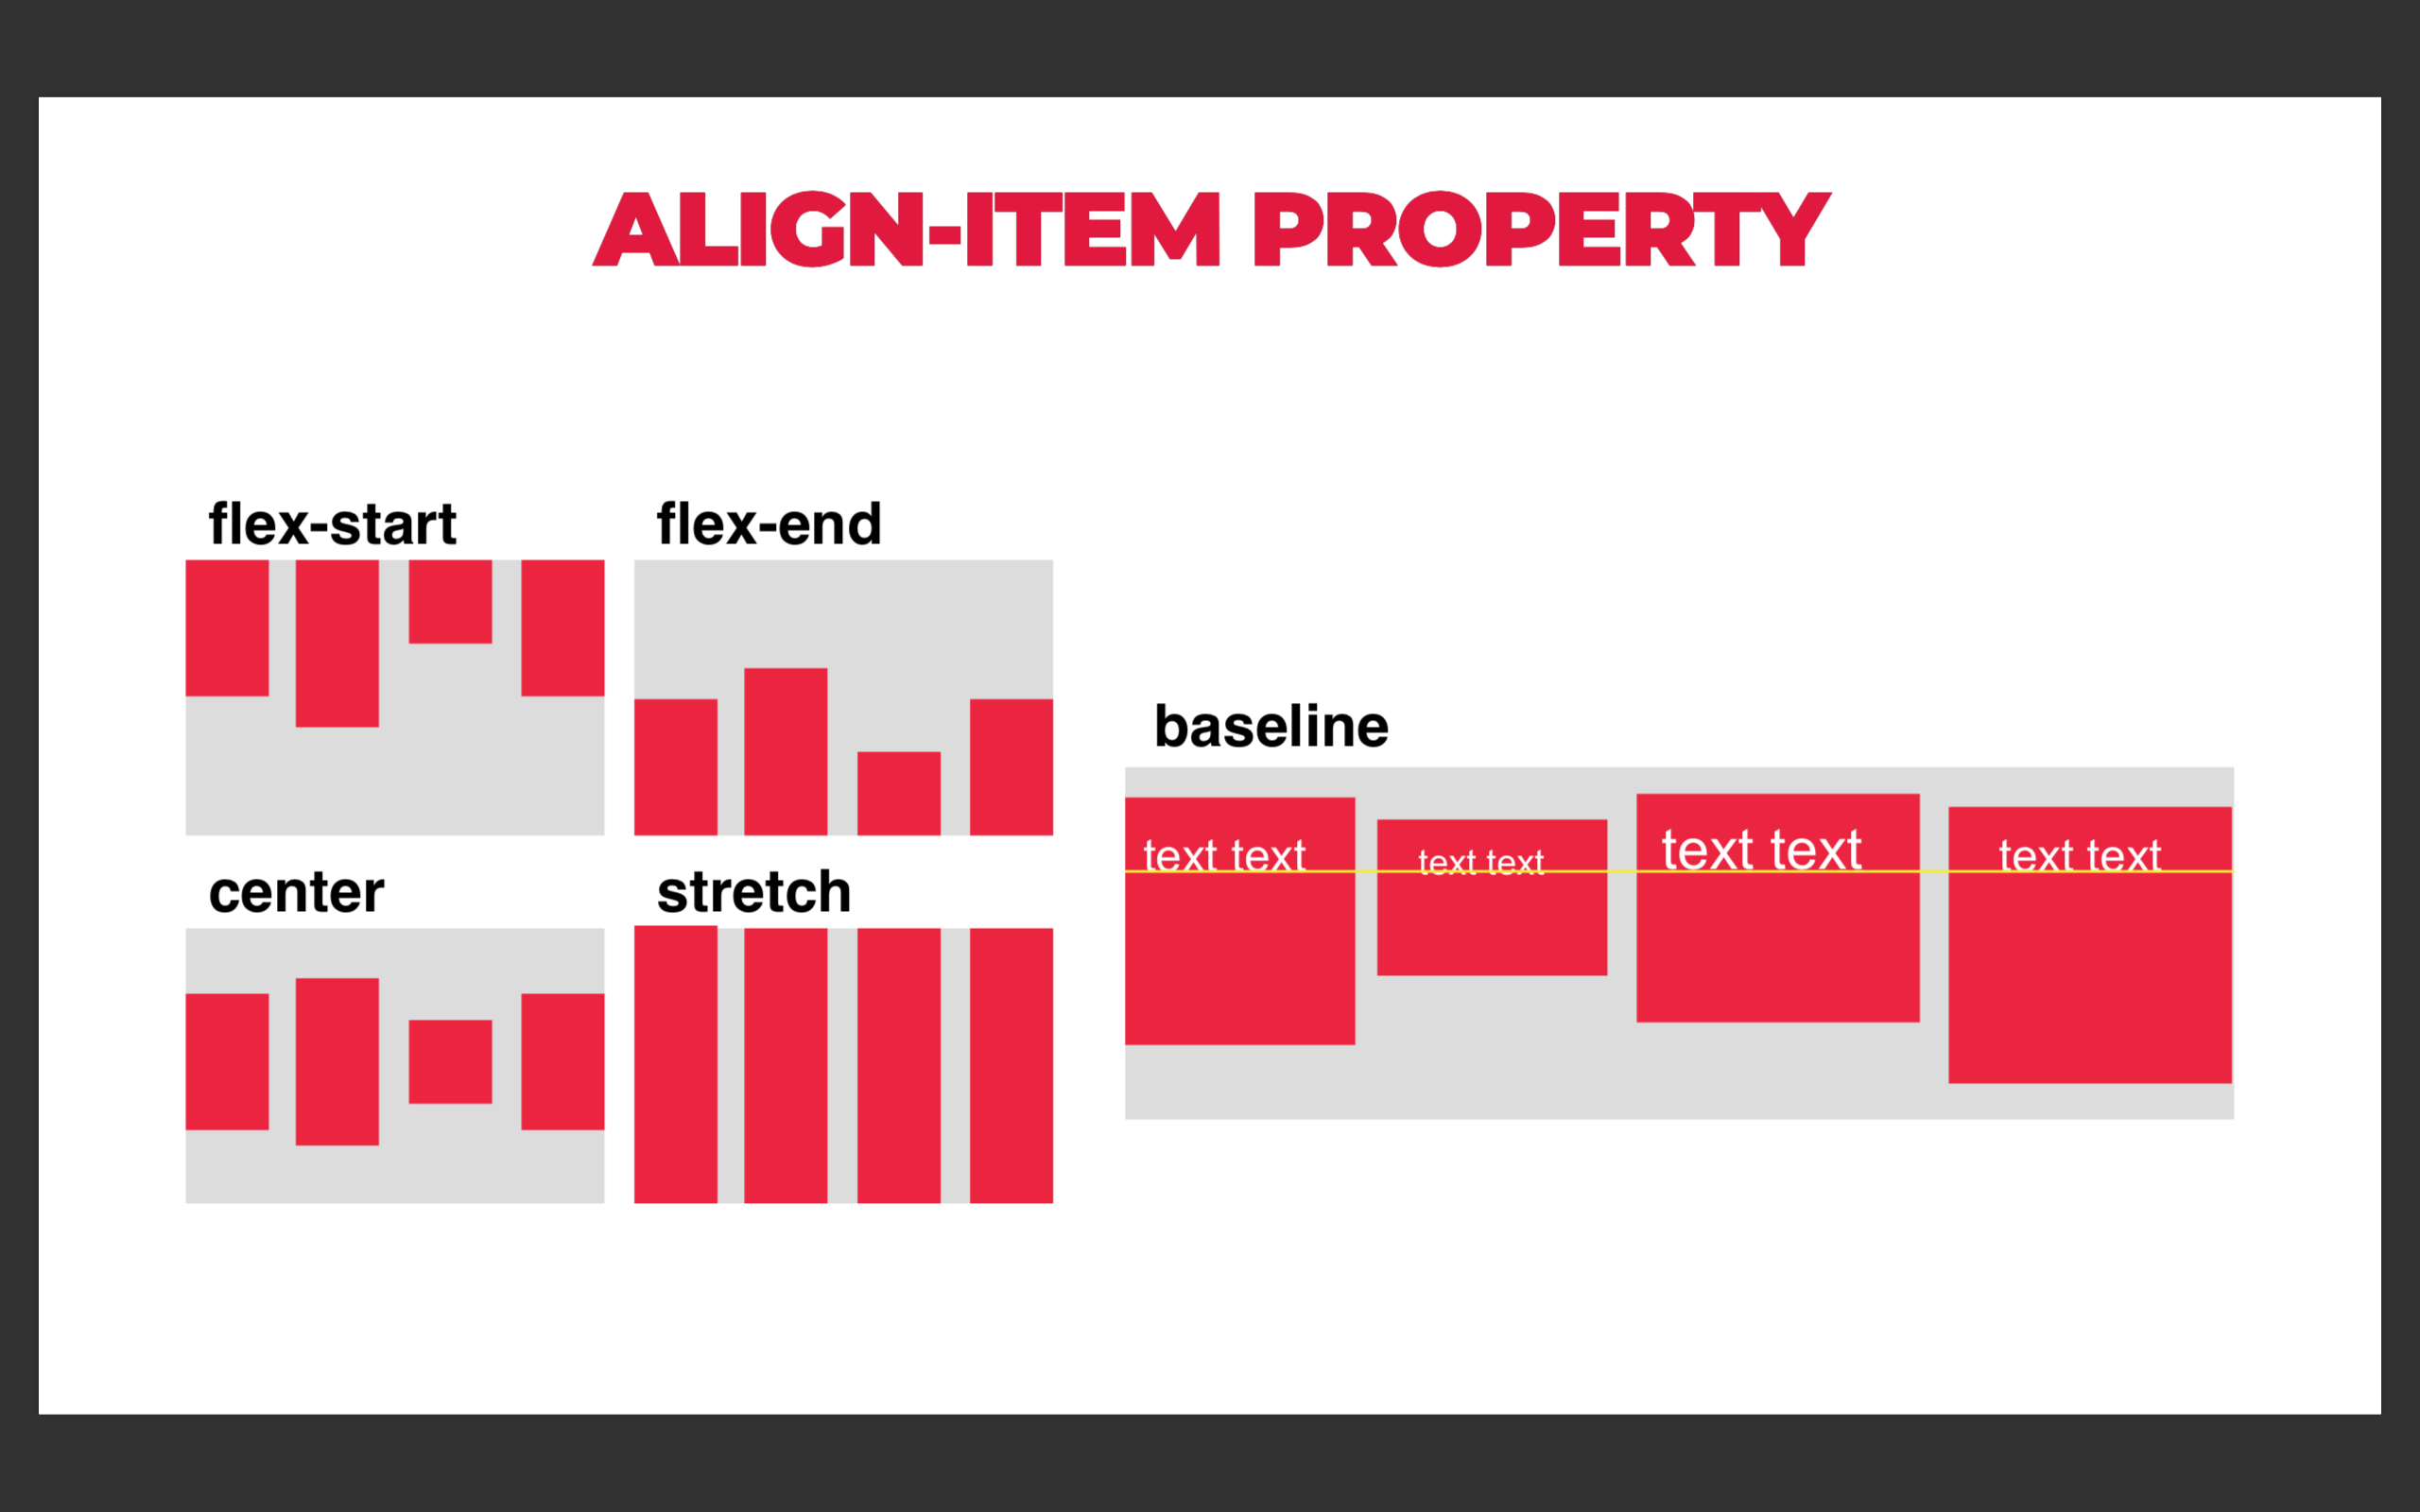 ALIGN-ITEM PROPERTY
flex-start
flex-end
center
stretch
baseline
text text
text text
text text
text text